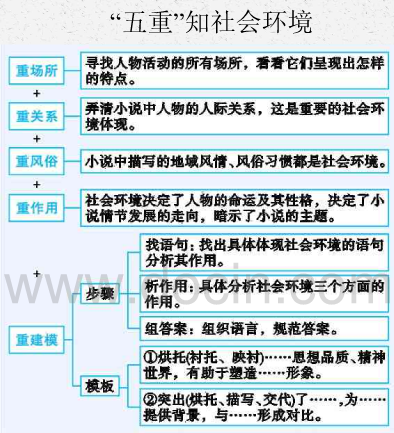 “五重”知社会环境
重场所
寻找人物活动的所有场所，看看它们呈现出怎样
的特点。
+
重关系
弄清小说中人物的人际关系，这是重要的社会环
境体现。
+
重风俗
小说中描写的地域风情、风俗习惯都是社会环境。
+
重作用
社会环境决定了人物的命运及其性格，决定了小
说情节发展的走向，暗示了小说的主题。
+
重建模
步骤
找语句：找出具体体现社会环境的语句
分析其作用。
析作用：具体分析社会环境三个方面的
作用。
组答案：组织语言，规范答案。
模板
①烘托(衬托、映衬)……思想品质、精神
世界，有助于塑造……形象。
②突出(烘托、描写、交代)了……，为……
提供背景，与……形成对比。
www.docin.com